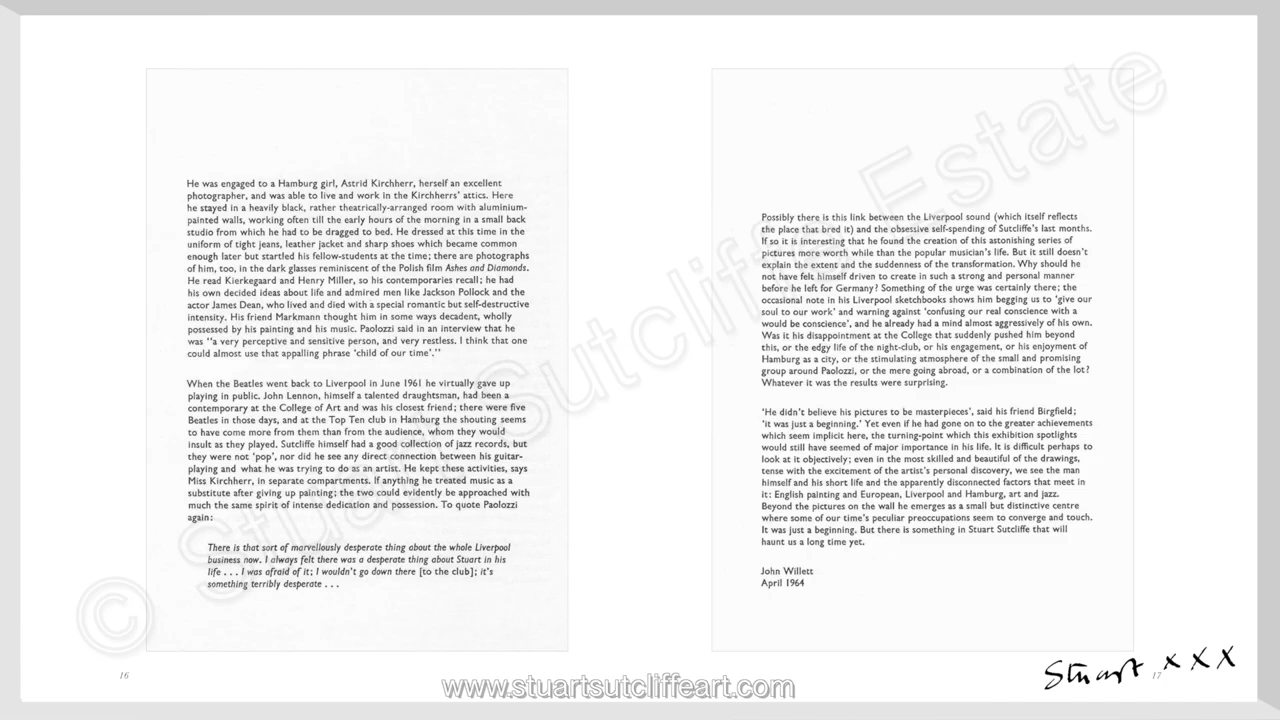 He was engaged to a Hamburg girl, Astrid Kirchherr, herself an excellent
photographer, and was able to live and work in the Kirchherrs' attics. Here
he stayed in a heavily black, rather theatrically-arranged room with aluminium-
painted walls, working often till the early hours of the morning in a small back
studio from which he had to be dragged to bed. He dressed at this time in the
uniform of tight jeans, leather jacket and sharp shoes which became common
enough later but startled his fellow-students at the time; there are photographs
of him, too, in the dark glasses reminiscent of the Polish film Ashes and Diamonds.
He read Kierkegaard and Henry Miller, so his contemporaries recall; he had
his own decided ideas about life and admired men like Jackson Pollock and the
actor James Dean, who lived and died with a special romantic but self-destructive
intensity. His friend Markmann thought him in some ways decadent, wholly
possessed by his painting and his music. Paolozzi said in an interview that he
was "a very perceptive and sensitive person, and very restless. I think that one
could almost use that appalling phrase 'child of our time'."
When the Beatles went back to Liverpool in June 1961 he virtually gave up
playing in public. John Lennon, himself a talented draughtsman, had been a
contemporary at the College of Art and was his closest friend; there were five
Beatles in those days, and at the Top Ten club in Hamburg the shouting seems
to have come more from them than from the audience, whom they would
insult as they played. Sutcliffe himself had a good collection of jazz records, but
they were not 'pop', nor did he see any direct connection between his guitar-
playing and what he was trying to do as an artist. He kept these activities, says
Miss Kirchherr, in separate compartments. If anything he treated music as a
substitute after giving up painting; the two could evidently be approached with
much the same spirit of intense dedication and possession. To quote Paolozzi
again:
There is that sort of marvellously desperate thing about the whole Liverpool
business now. I always felt there was a desperate thing about Stuart in his
life . . . I was afraid of it; I wouldn't go down there [to the club]; it's
something terribly desperate . . .
16
Possibly there is this link between the Liverpool sound (which itself reflects
the place that bred it) and the obsessive self-spending of Sutcliffe's last months.
If so it is interesting that he found the creation of this astonishing series of
pictures more worth while than the popular musician's life. But it still doesn't
explain the extent and the suddenness of the transformation. Why should he
not have felt himself driven to create in such a strong and personal manner
before he left for Germany? Something of the urge was certainly there; the
occasional note in his Liverpool sketchbooks shows him begging us to 'give our
soul to our work' and warning against 'confusing our real conscience with a
would be conscience', and he already had a mind almost aggressively of his own.
Was it his disappointment at the College that suddenly pushed him beyond
this, or the edgy life of the night-club, or his engagement, or his enjoyment of
Hamburg as a city, or the stimulating atmosphere of the small and promising
group around Paolozzi, or the mere going abroad, or a combination of the lot?
Whatever it was the results were surprising.
'He didn't believe his pictures to be masterpieces', said his friend Birgfield;
'it was just a beginning.' Yet even if he had gone on to the greater achievements
which seem implicit here, the turning-point which this exhibition spotlights
would still have seemed of major importance in his life. It is difficult perhaps to
look at it objectively; even in the most skilled and beautiful of the drawings,
tense with the excitement of the artist's personal discovery, we see the man
himself and his short life and the apparently disconnected factors that meet in
it: English painting and European, Liverpool and Hamburg, art and jazz.
Beyond the pictures on the wall he emerges as a small but distinctive centre
where some of our time's peculiar preoccupations seem to converge and touch.
It was just a beginning. But there is something in Stuart Sutcliffe that will
haunt us a long time yet.
John Willett
April 1964
17
Stuart x x x
© Stuart Sutcliffe Estate
www.stuartsutcliffeart.com